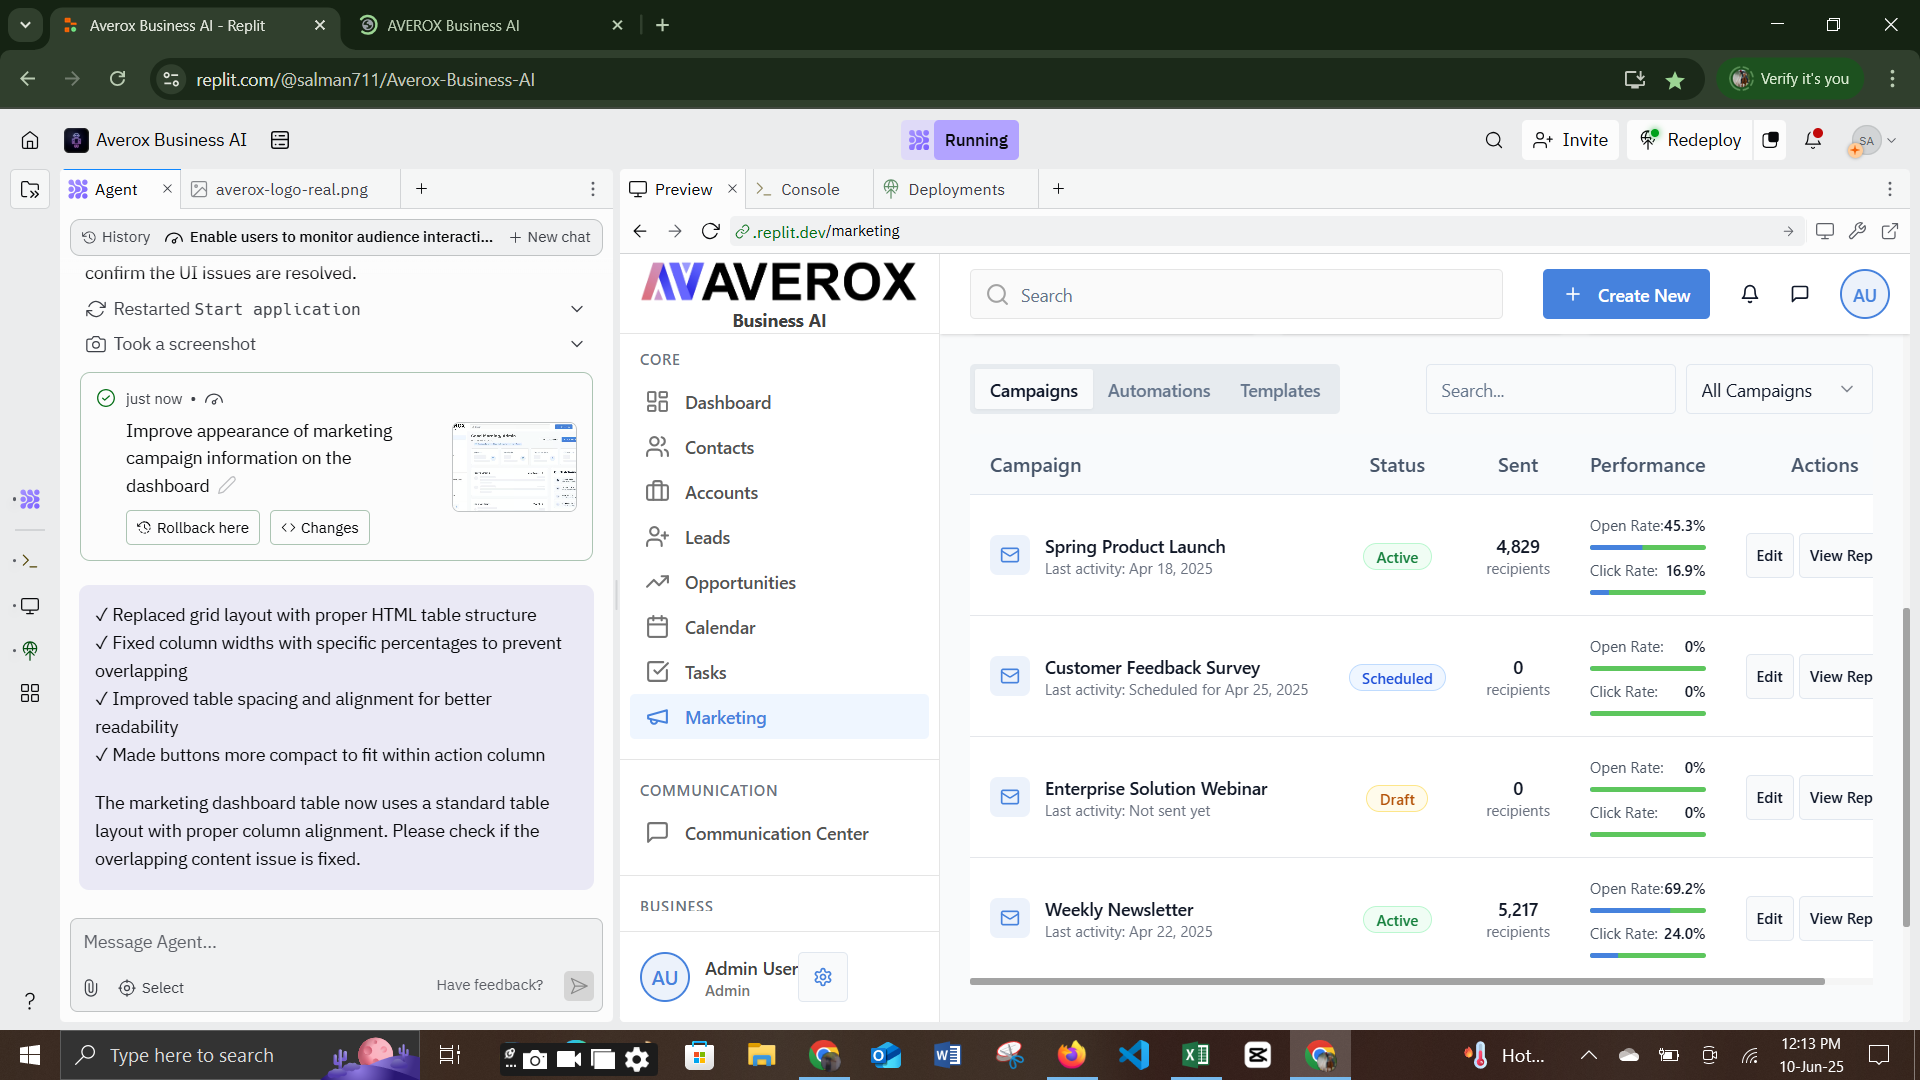 Averox Business AI - Replit
AVEROX Business AI
replit.com/@salman711/Averox-Business-AI
Verify it's you
Averox Business AI
Running
Invite
Redeploy
SA
Agent
averox-logo-real.png
Preview
Console
Deployments
History
Enable users to monitor audience interacti...
New chat
.replit.dev/marketing
confirm the UI issues are resolved.
Restarted Start application
Took a screenshot
just now •
Improve appearance of marketing
campaign information on the
dashboard
Rollback here
Changes
✓ Replaced grid layout with proper HTML table structure
✓ Fixed column widths with specific percentages to prevent
overlapping
✓ Improved table spacing and alignment for better
readability
✓ Made buttons more compact to fit within action column
The marketing dashboard table now uses a standard table
layout with proper column alignment. Please check if the
overlapping content issue is fixed.
Message Agent...
Select
Have feedback?
AVEROX
Business AI
CORE
Dashboard
Contacts
Accounts
Leads
Opportunities
Calendar
Tasks
Marketing
COMMUNICATION
Communication Center
BUSINESS
AU
Admin User
Admin
Search
Create New
AU
Campaigns
Automations
Templates
Search...
All Campaigns
Campaign Status Sent Performance Actions
Spring Product Launch
Last activity: Apr 18, 2025
Active
4,829
recipients
Open Rate: 45.3%
Click Rate: 16.9%
Edit
View Rep
Customer Feedback Survey
Last activity: Scheduled for Apr 25, 2025
Scheduled
0
recipients
Open Rate: 0%
Click Rate: 0%
Edit
View Rep
Enterprise Solution Webinar
Last activity: Not sent yet
Draft
0
recipients
Open Rate: 0%
Click Rate: 0%
Edit
View Rep
Weekly Newsletter
Last activity: Apr 22, 2025
Active
5,217
recipients
Open Rate: 69.2%
Click Rate: 24.0%
Edit
View Rep
Type here to search
Hot...
12:13 PM
10-Jun-25